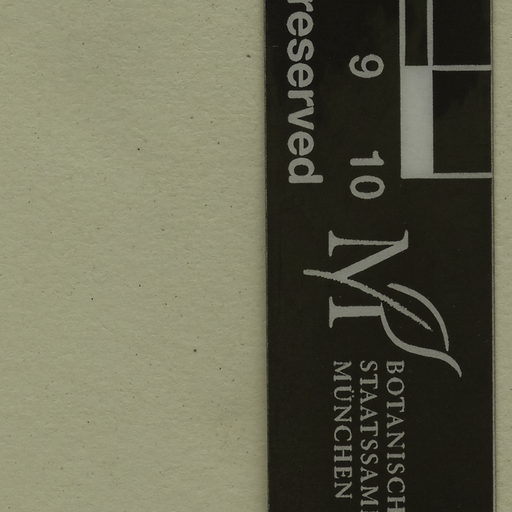 reserved
9 10
BOTANISCH
STAATSSAM
MÜNCHEN